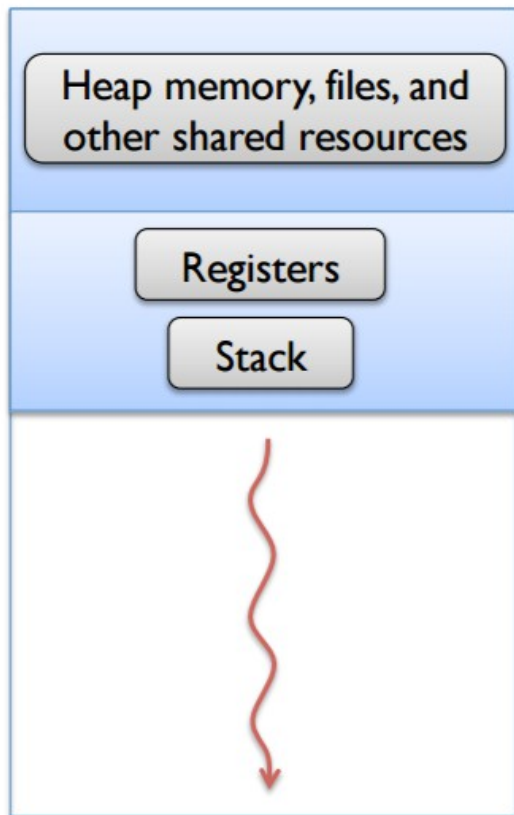 Heap memory, files, and
other shared resources
Registers
Stack